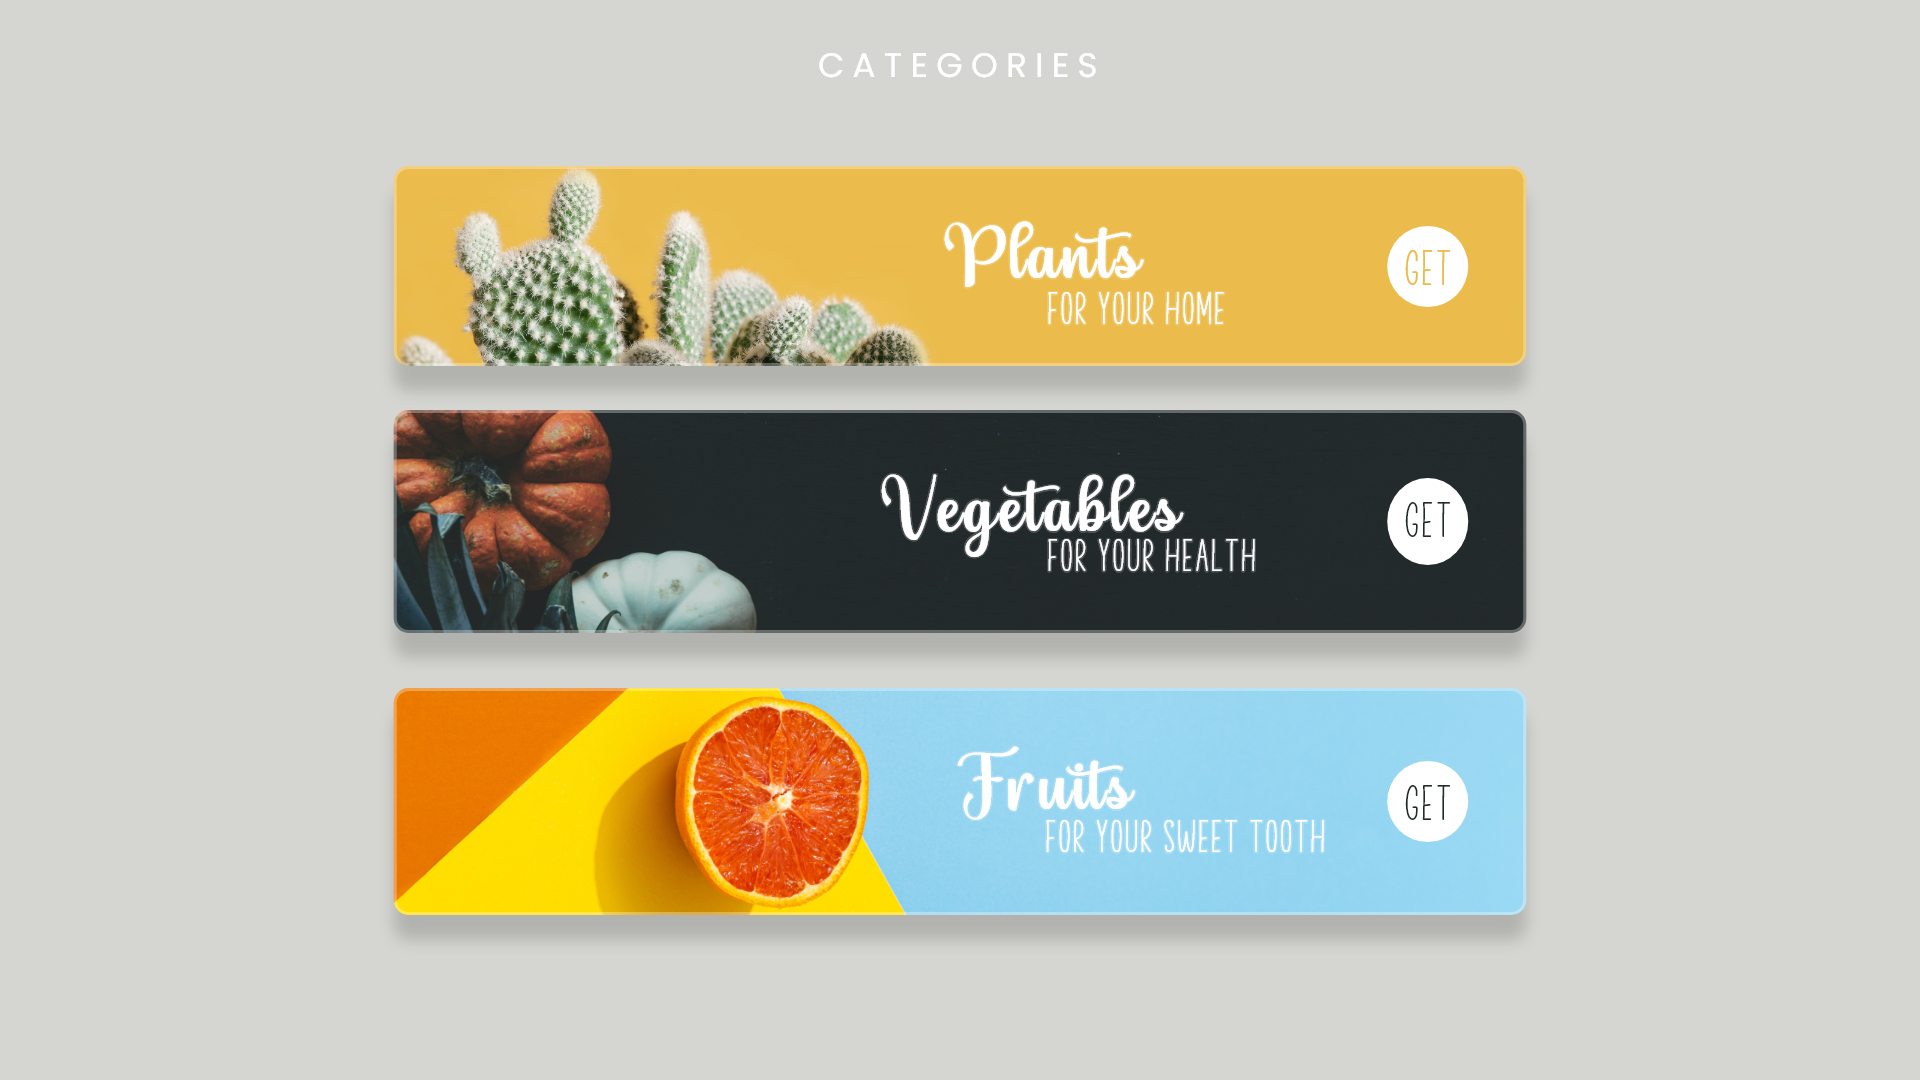 CATEGORIES
Plants
FOR YOUR HOME
GET
Vegetables
FOR YOUR HEALTH
GET
Fruits
FOR YOUR SWEET TOOTH
GET